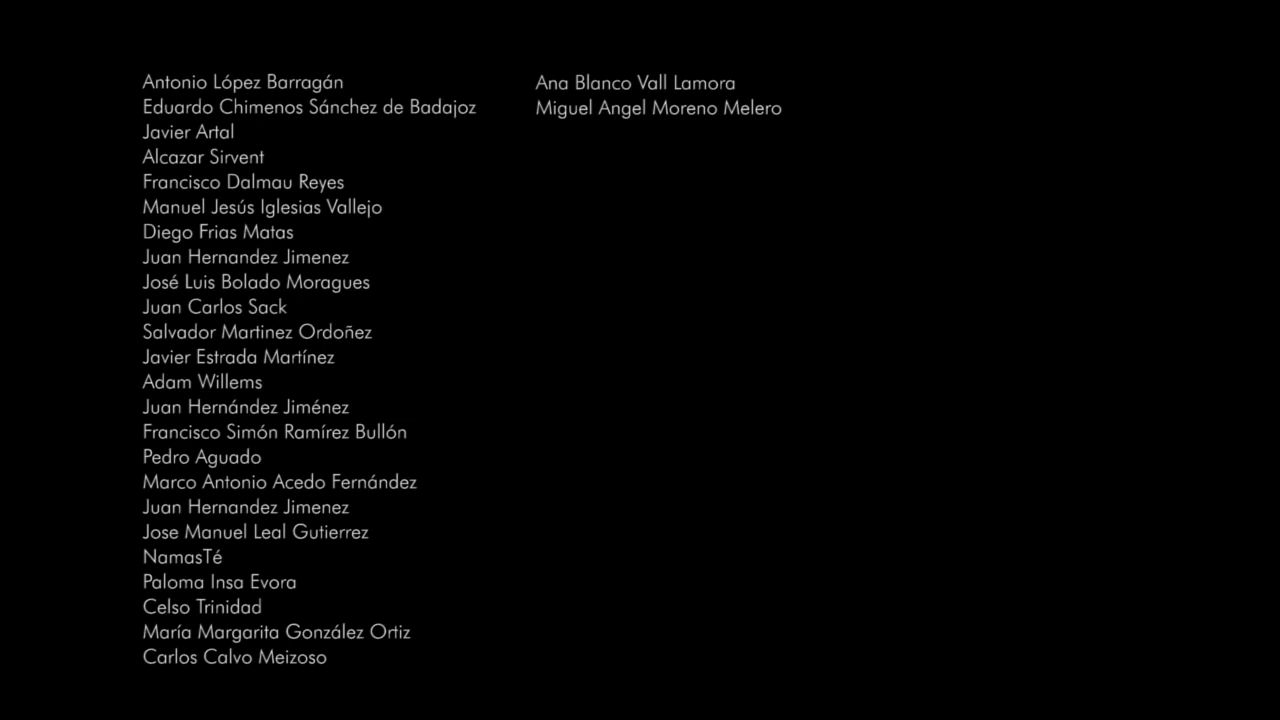 Antonio López Barragán
Eduardo Chimenos Sánchez de Badajoz
Javier Artal
Alcazar Sirvent
Francisco Dalmau Reyes
Manuel Jesús Iglesias Vallejo
Diego Frias Matas
Juan Hernandez Jimenez
José Luis Bolado Moragues
Juan Carlos Sack
Salvador Martinez Ordoñez
Javier Estrada Martínez
Adam Willems
Juan Hernández Jiménez
Francisco Simón Ramírez Bullón
Pedro Aguado
Marco Antonio Acedo Fernández
Juan Hernandez Jimenez
Jose Manuel Leal Gutierrez
NamasTé
Paloma Insa Evora
Celso Trinidad
María Margarita González Ortiz
Carlos Calvo Meizoso
Ana Blanco Vall Lamora
Miguel Angel Moreno Melero